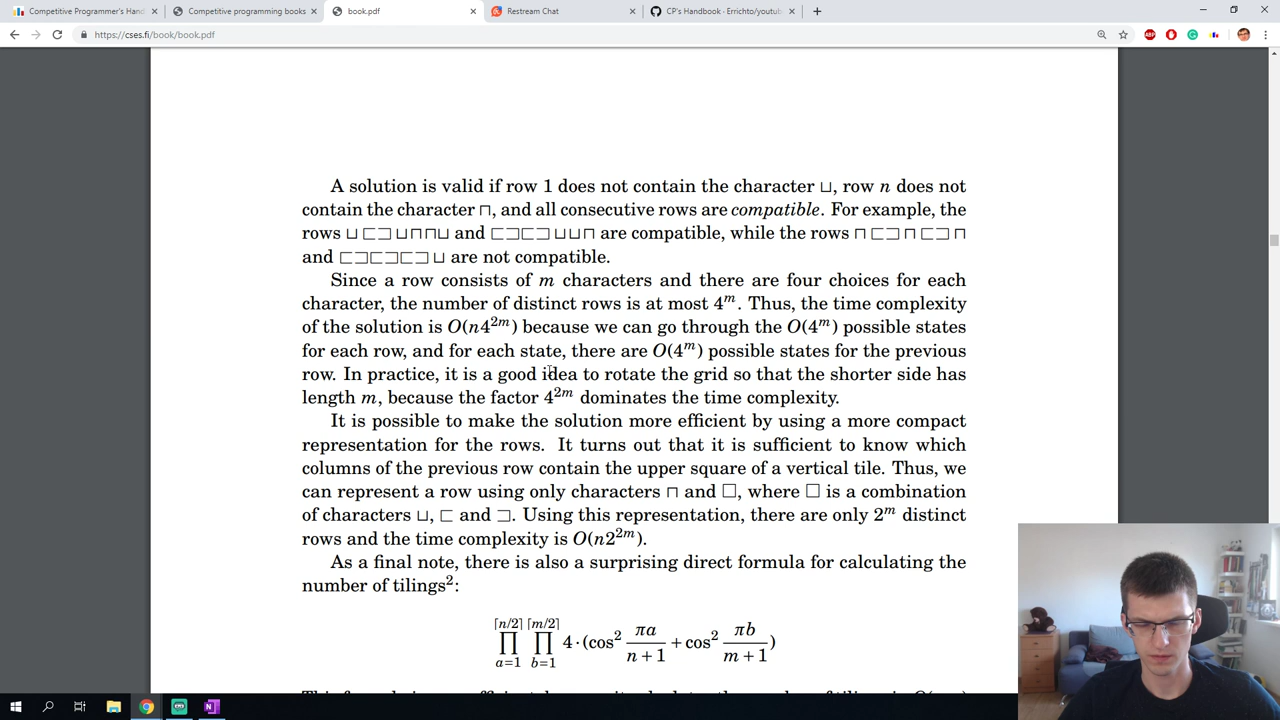 Competitive Programmer's Hand
Competitive programming books
book.pdf
Restream Chat
CP's Handbook · Errichto/youtub
https://cses.fi/book/book.pdf
A solution is valid if row 1 does not contain the character ⊔, row n does not
contain the character ⊓, and all consecutive rows are compatible. For example, the
rows ⊔ ⊏⊐ ⊔⊓⊓⊔ and ⊏⊐⊏⊐ ⊔⊔⊓ are compatible, while the rows ⊓ ⊏⊐ ⊓ ⊏⊐ ⊓
and ⊏⊐⊏⊐⊏⊐ ⊔ are not compatible.
Since a row consists of m characters and there are four choices for each
character, the number of distinct rows is at most 4^m. Thus, the time complexity
of the solution is O(n4^{2m}) because we can go through the O(4^m) possible states
for each row, and for each state, there are O(4^m) possible states for the previous
row. In practice, it is a good idea to rotate the grid so that the shorter side has
length m, because the factor 4^{2m} dominates the time complexity.
It is possible to make the solution more efficient by using a more compact
representation for the rows. It turns out that it is sufficient to know which
columns of the previous row contain the upper square of a vertical tile. Thus, we
can represent a row using only characters ⊓ and □, where □ is a combination
of characters ⊔, ⊏ and ⊐. Using this representation, there are only 2^m distinct
rows and the time complexity is O(n2^{2m}).
As a final note, there is also a surprising direct formula for calculating the
number of tilings²:
∏_{a=1}^{⌈n/2⌉} ∏_{b=1}^{⌈m/2⌉} 4·(cos² πa/(n+1) + cos² πb/(m+1))